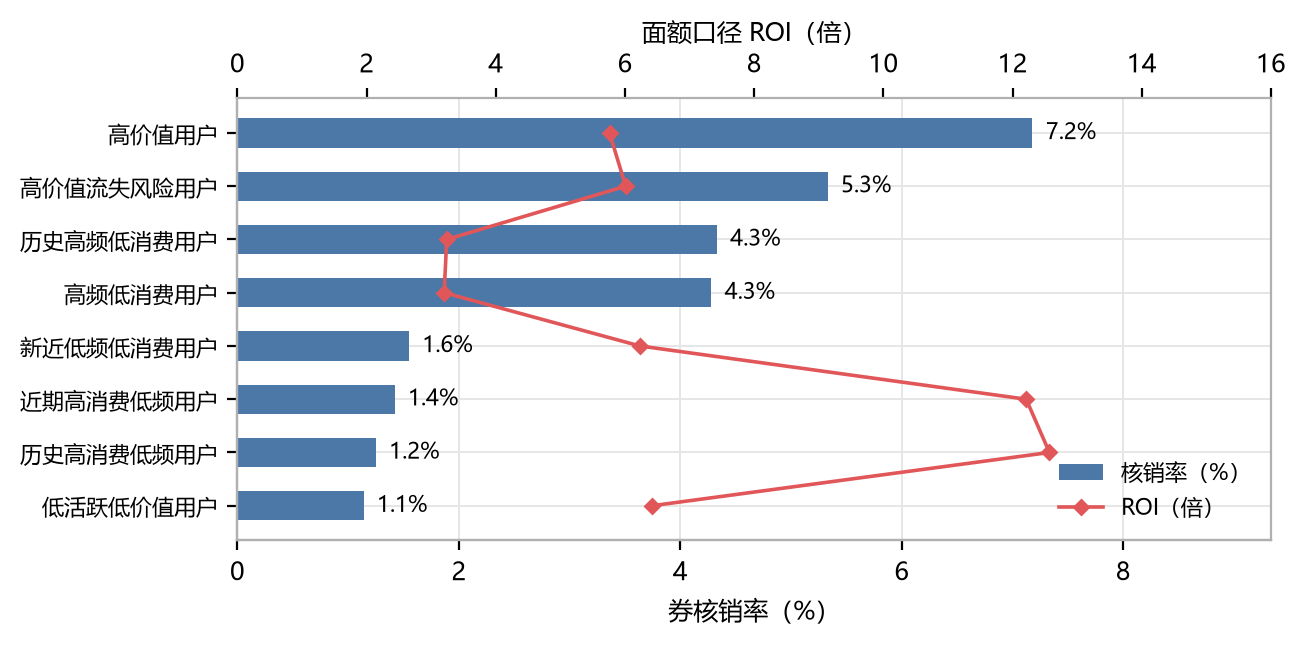 面额口径 ROI（倍）
0 2 4 6 8 10 12 14 16
高价值用户 7.2%
高价值流失风险用户 5.3%
历史高频低消费用户 4.3%
高频低消费用户 4.3%
新近低频低消费用户 1.6%
近期高消费低频用户 1.4%
历史高消费低频用户 1.2%
核销率（%）
低活跃低价值用户 1.1%
ROI（倍）
0 2 4 6 8
券核销率（%）